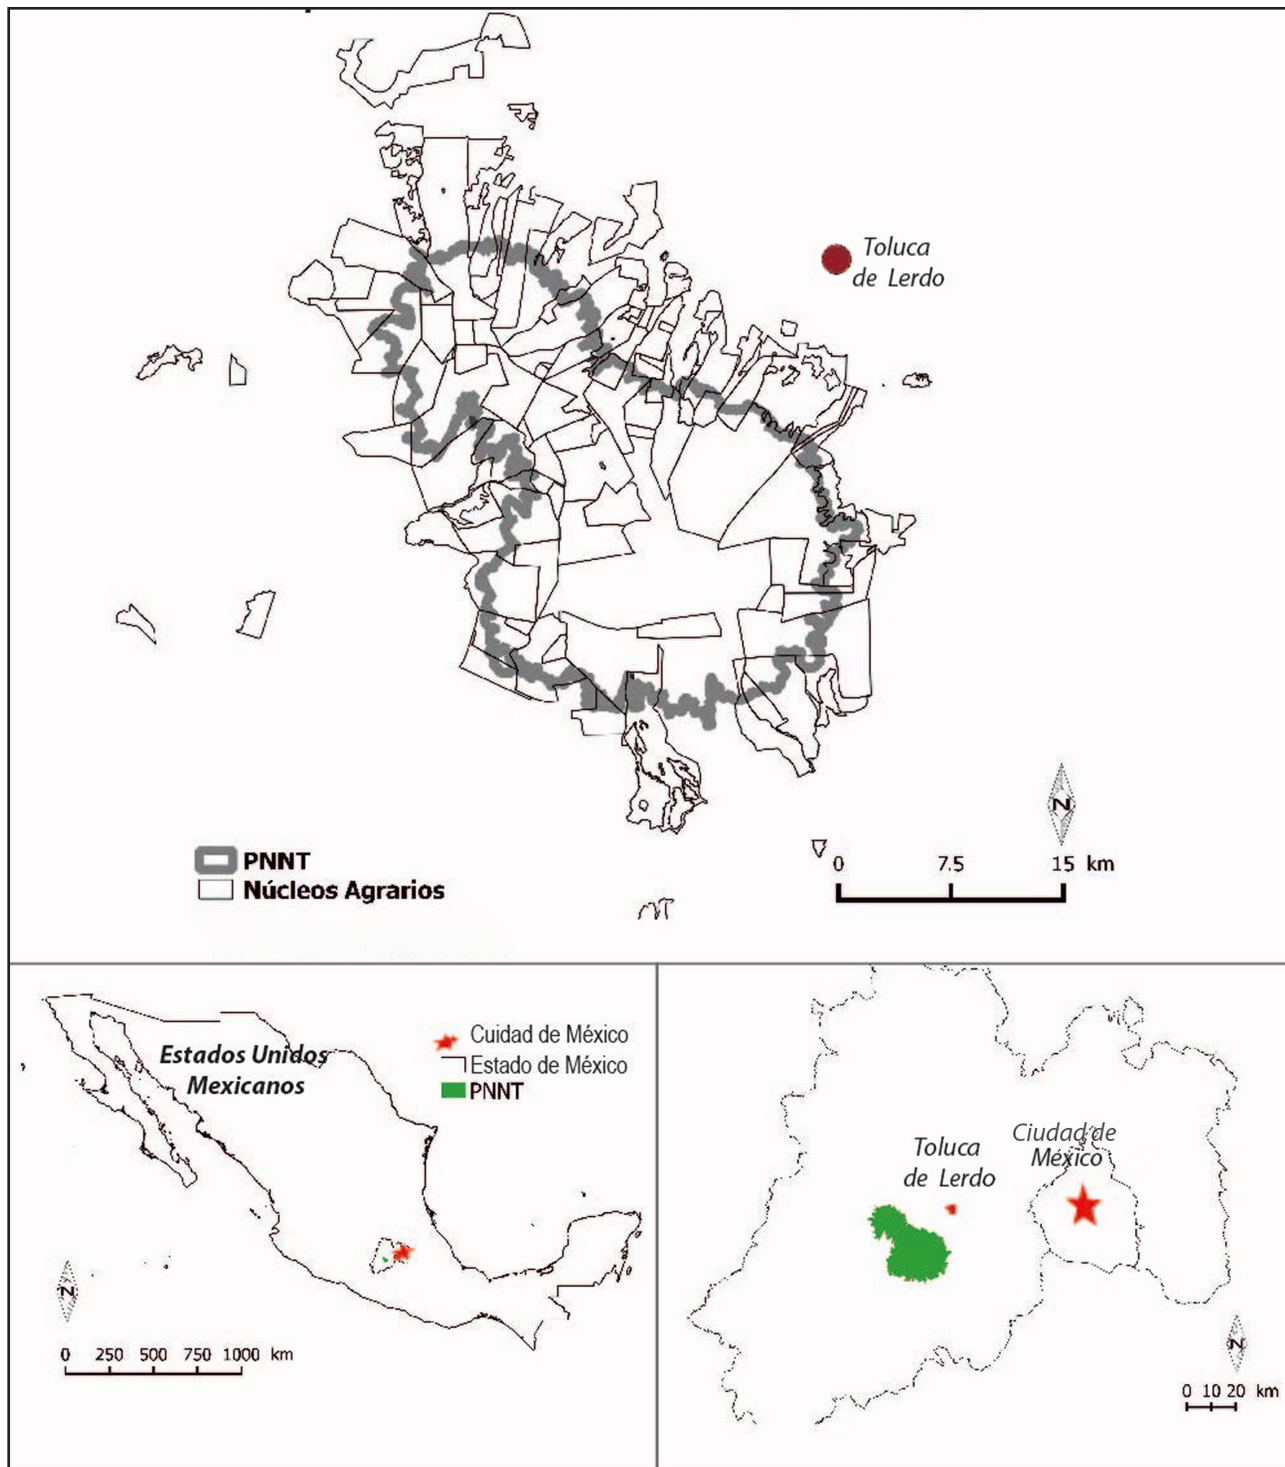 Toluca
de Lerdo
N
PNNT
Núcleos Agrarios
0 7.5 15 km
Estados Unidos
Mexicanos
Cuidad de México
Estado de México
PNNT
N
0 250 500 750 1000 km
Toluca
de Lerdo
Ciudad de
México
N
0 10 20 km